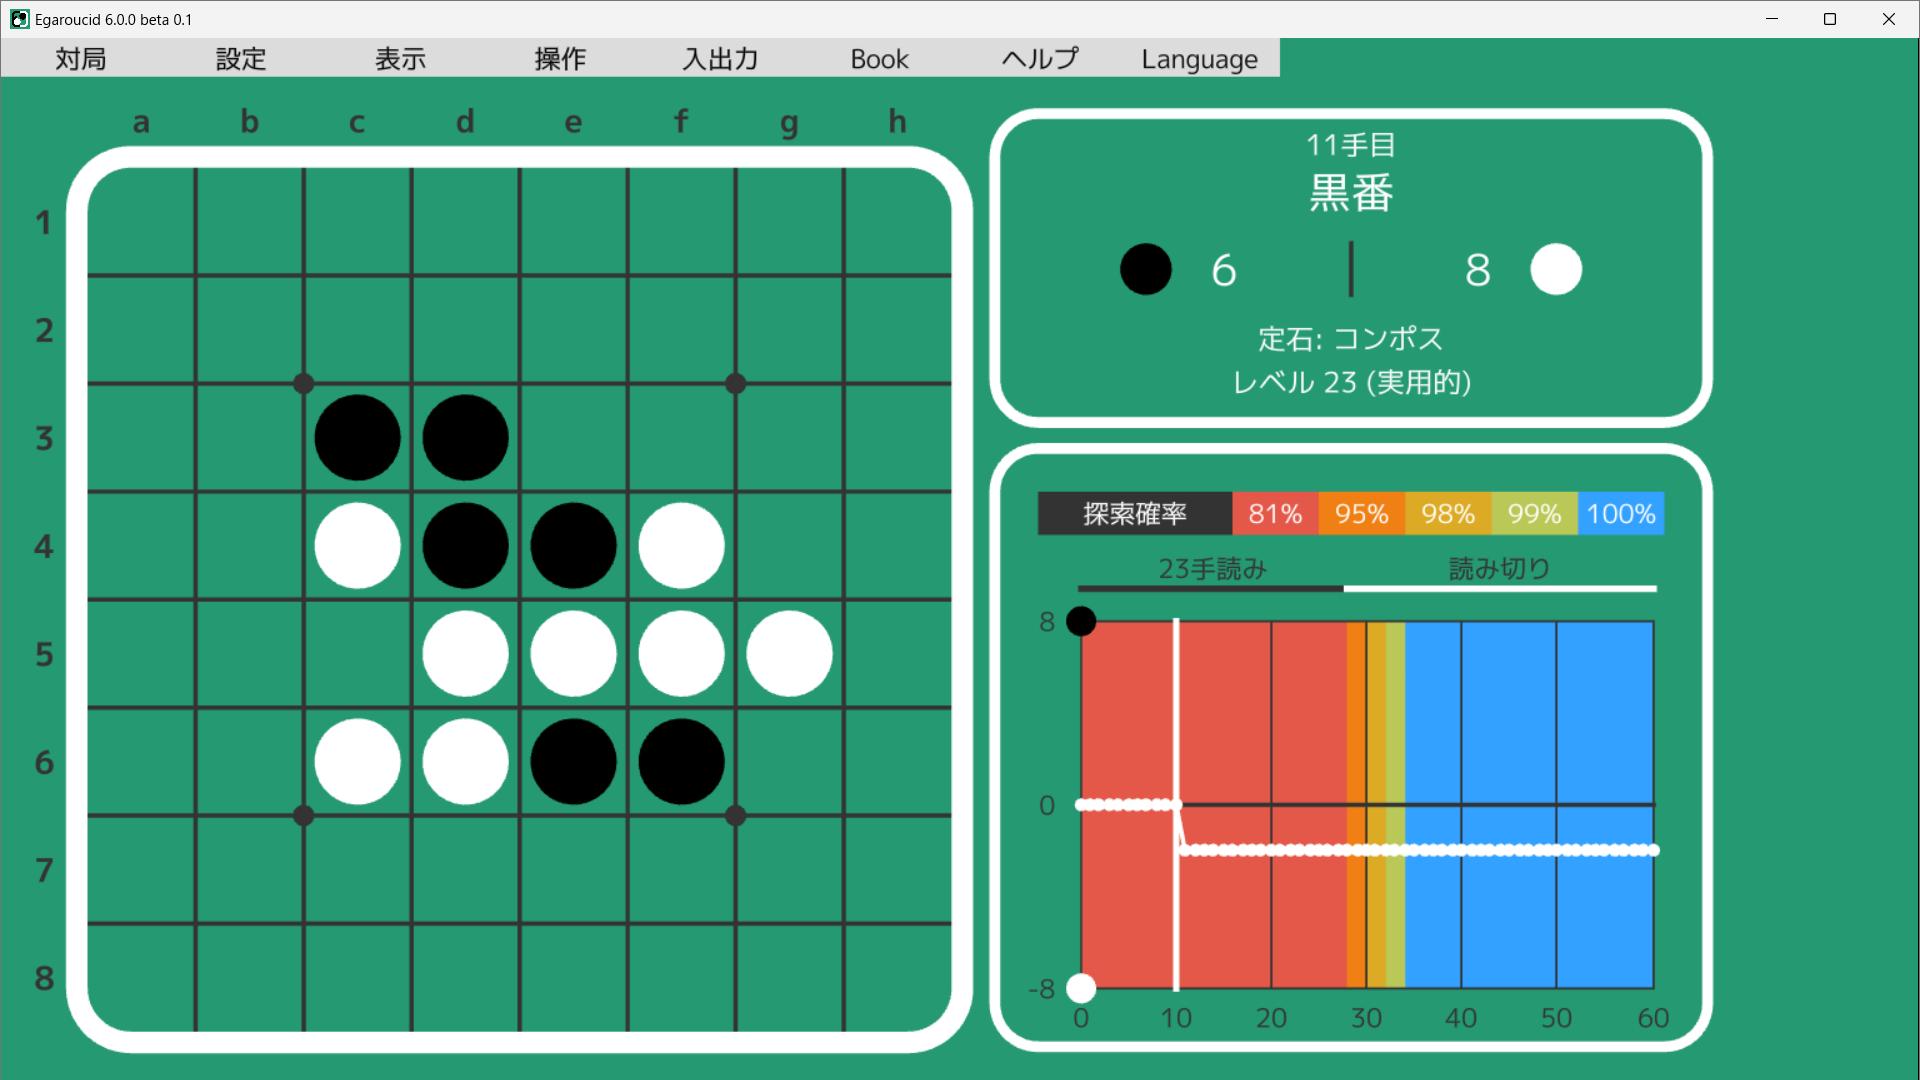 Egaroucid 6.0.0 beta 0.1
対局 設定 表示 操作 入出力 Book ヘルプ Language
a b c d e f g h
1
2
3
4
5
6
7
8
11手目
黒番
6 8
定石: コンポス
レベル 23 (実用的)
探索確率 81% 95% 98% 99% 100%
23手読み 読み切り
8
0
-8
0 10 20 30 40 50 60